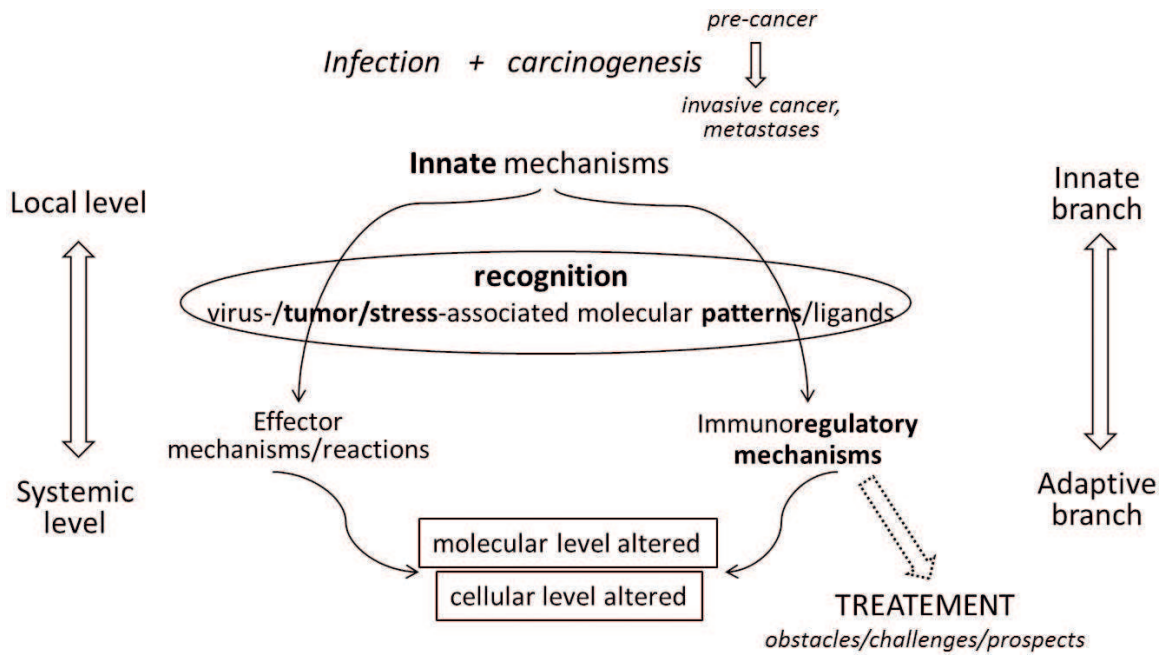 pre-cancer
Infection + carcinogenesis
invasive cancer,
metastases
Innate mechanisms
Local level
Innate
branch
recognition
virus-/tumor/stress-associated molecular patterns/ligands
Effector
mechanisms/reactions
Immunoregulatory
mechanisms
Systemic
level
Adaptive
branch
molecular level altered
cellular level altered
TREATEMENT
obstacles/challenges/prospects